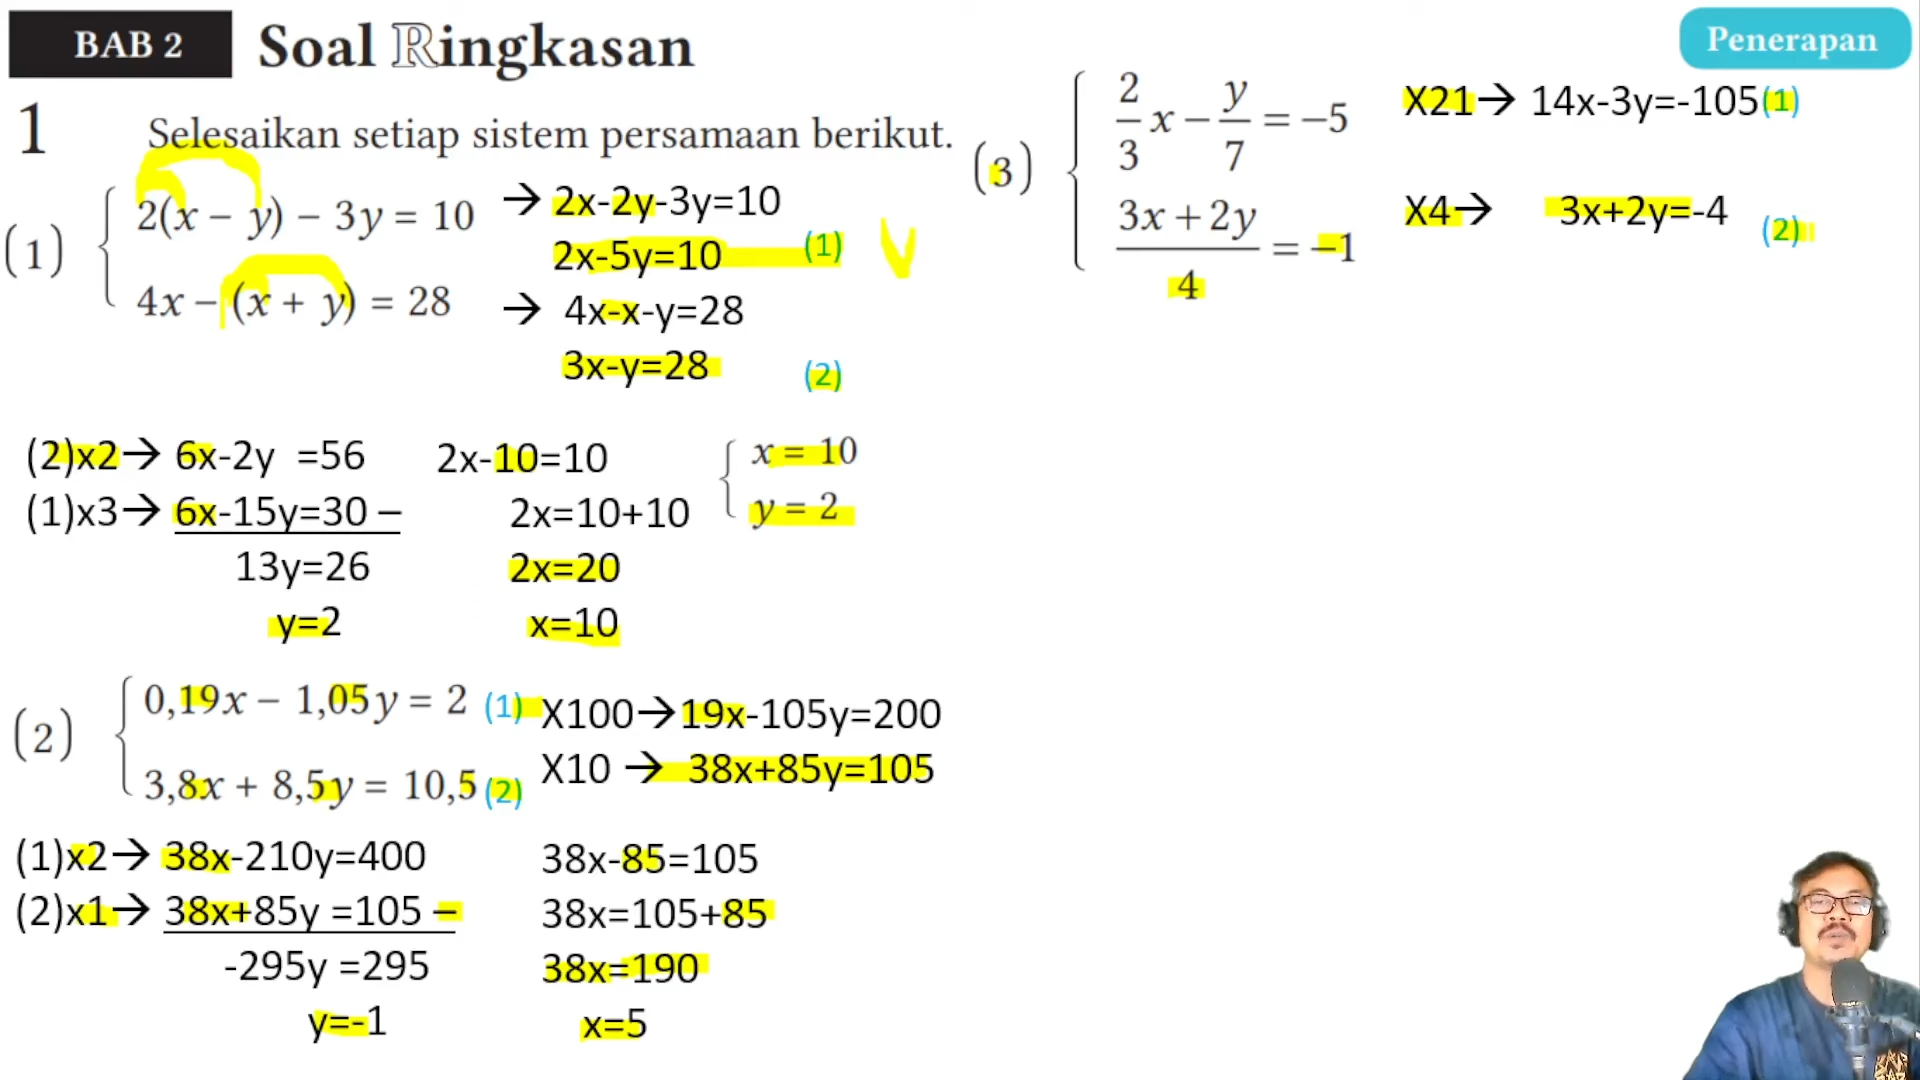 BAB 2 Soal Ringkasan
Penerapan
1 Selesaikan setiap sistem persamaan berikut.
(1) { 2(x − y) − 3y = 10
4x − (x + y) = 28
→ 2x-2y-3y=10
2x-5y=10 (1)
→ 4x-x-y=28
3x-y=28 (2)
(2)x2→ 6x-2y =56
(1)x3→ 6x-15y=30 –
13y=26
y=2
2x-10=10
2x=10+10
2x=20
x=10
{ x = 10
y = 2
(2) { 0,19x − 1,05y = 2 (1)
3,8x + 8,5y = 10,5 (2)
X100→19x-105y=200
X10 → 38x+85y=105
(1)x2→ 38x-210y=400
(2)x1→ 38x+85y =105 –
-295y =295
y=-1
38x-85=105
38x=105+85
38x=190
x=5
(3) { 2/3 x − y/7 = −5
(3x + 2y)/4 = −1
X21→ 14x-3y=-105 (1)
X4→ 3x+2y=-4 (2)